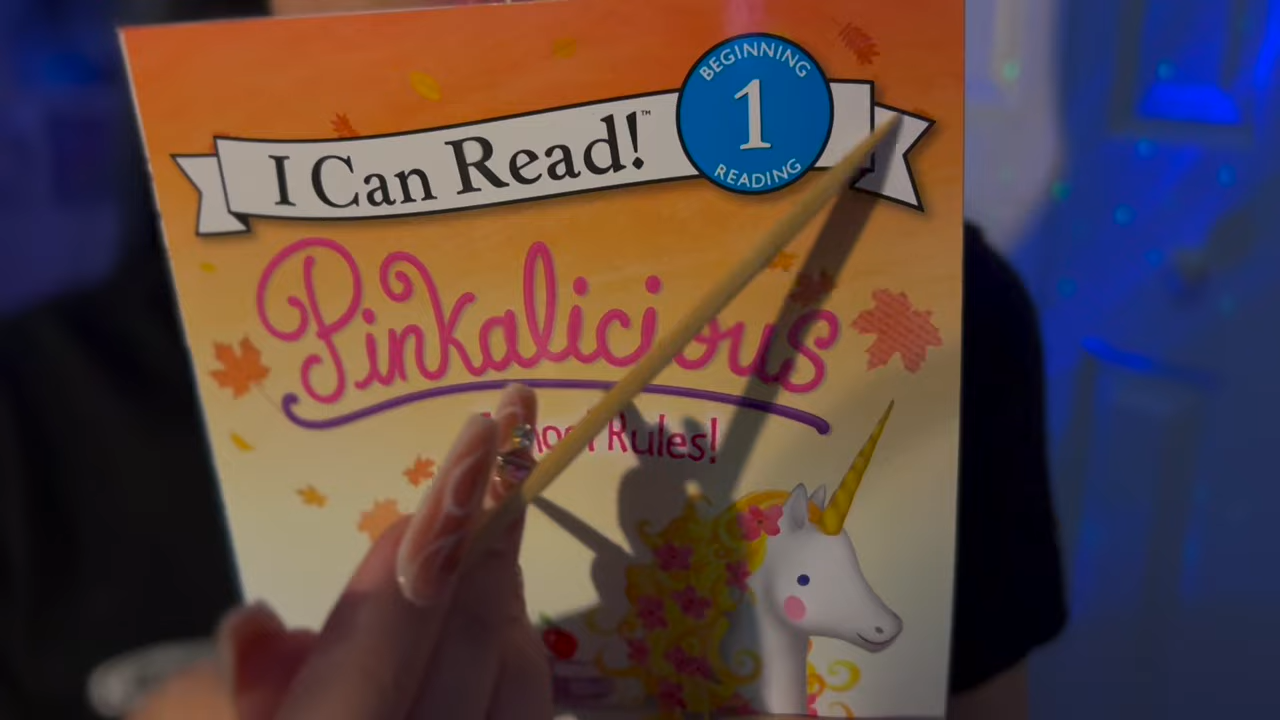 I Can Read!™
BEGINNING
1
READING
Pinkalicious
Rules!